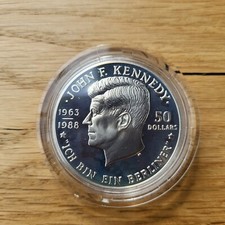 JOHN F. KENNEDY
1963
1988
50
DOLLARS
"ICH BIN EIN BERLINER"